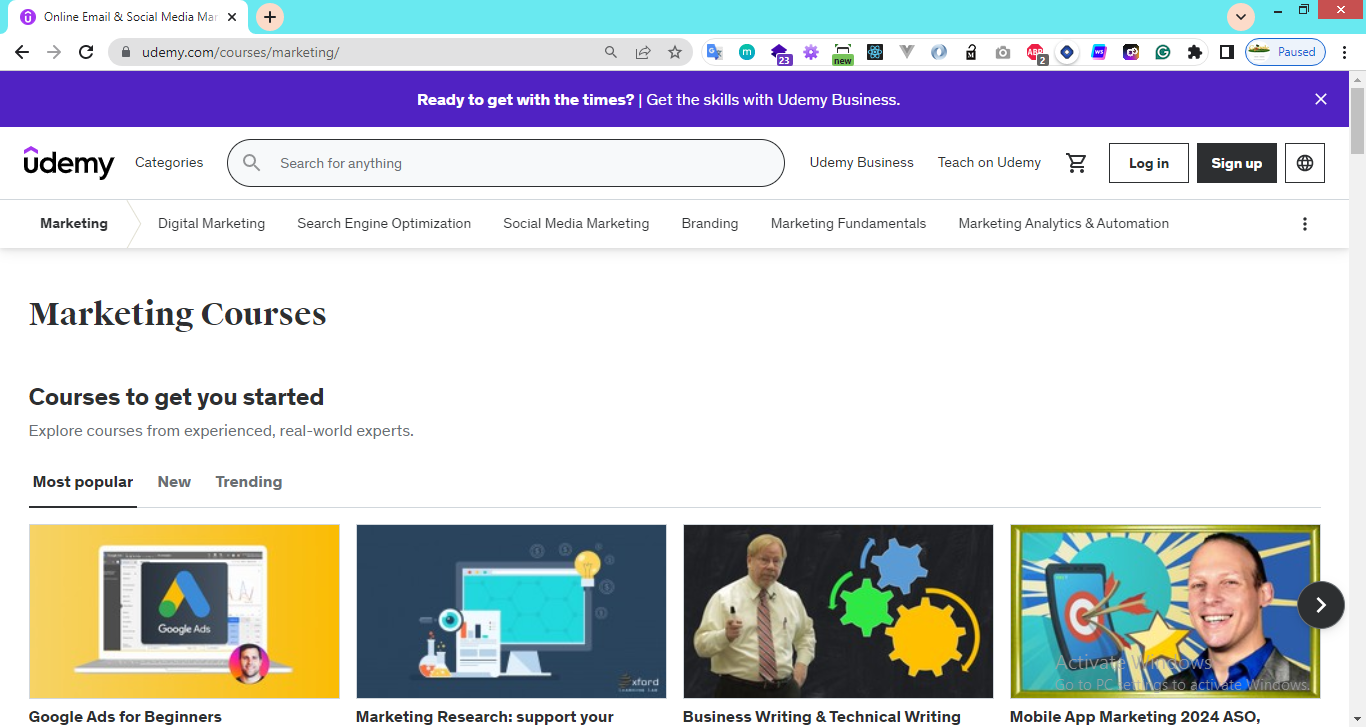 Online Email & Social Media Mar
udemy.com/courses/marketing/
23
new
ABP
2
Paused
Ready to get with the times? | Get the skills with Udemy Business.
udemy
Categories
Search for anything
Udemy Business
Teach on Udemy
Log in
Sign up
Marketing
Digital Marketing
Search Engine Optimization
Social Media Marketing
Branding
Marketing Fundamentals
Marketing Analytics & Automation
Marketing Courses
Courses to get you started
Explore courses from experienced, real-world experts.
Most popular
New
Trending
Google Ads
xford
Activate Windows
Go to PC settings to activate Windows.
Google Ads for Beginners
Marketing Research: support your
Business Writing & Technical Writing
Mobile App Marketing 2024 ASO,